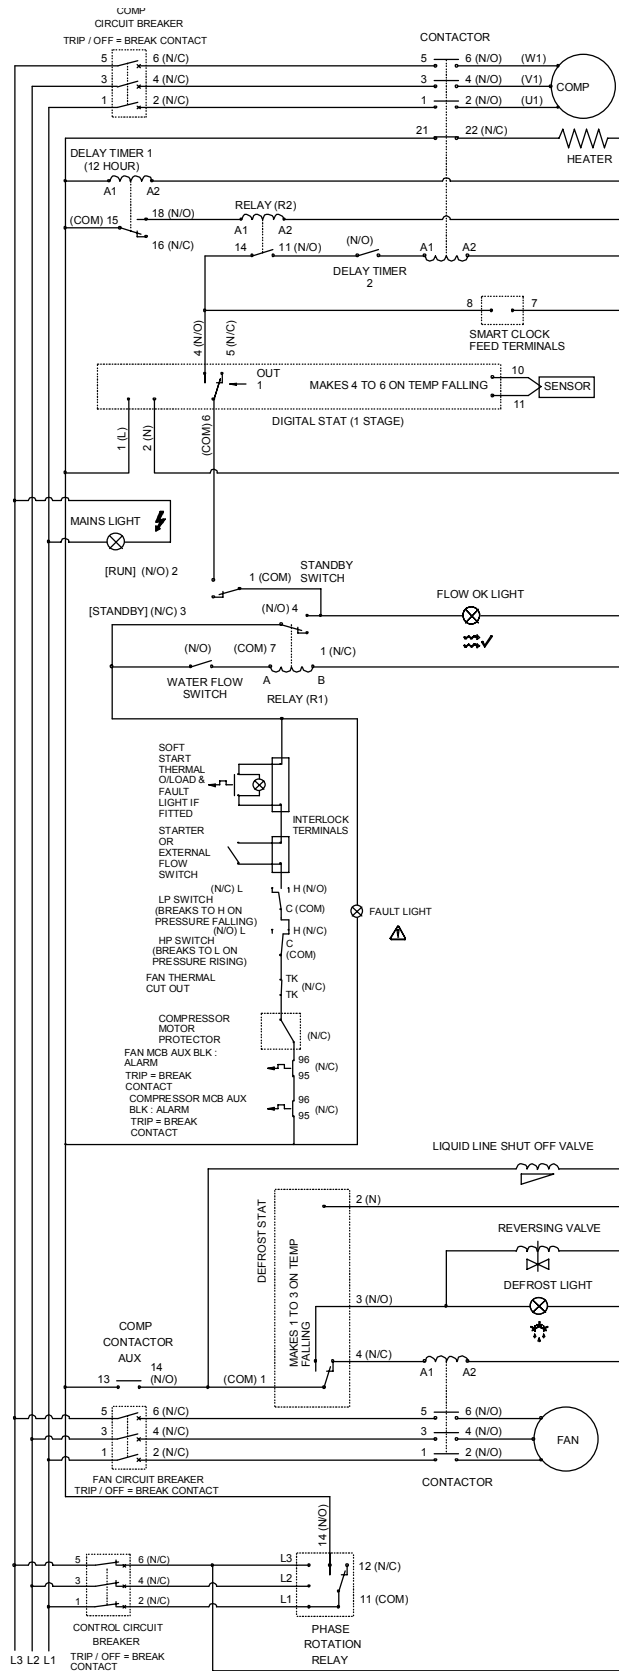 COMP
CIRCUIT BREAKER
TRIP / OFF = BREAK CONTACT
CONTACTOR
5 6 (N/C) 5 6 (N/O) (W1)
3 4 (N/C) 3 4 (N/O) (V1) COMP
1 2 (N/C) 1 2 (N/O) (U1)
21 22 (N/C)
HEATER
DELAY TIMER 1
(12 HOUR)
A1 A2
RELAY (R2)
18 (N/O)
(COM) 15
A1 A2
16 (N/C)
14 11 (N/O)
(N/O)
A1 A2
DELAY TIMER
2
8 7
SMART CLOCK
FEED TERMINALS
4 (N/O)
5 (N/C)
OUT
1
MAKES 4 TO 6 ON TEMP FALLING
10
SENSOR
11
DIGITAL STAT (1 STAGE)
1 (L)
2 (N)
(COM) 6
MAINS LIGHT
[RUN] (N/O) 2
1 (COM)
STANDBY
SWITCH
FLOW OK LIGHT
[STANDBY] (N/C) 3
(N/O) 4
(N/O)
(COM) 7
1 (N/C)
WATER FLOW
SWITCH
A B
RELAY (R1)
SOFT
START
THERMAL
O/LOAD &
FAULT
LIGHT IF
FITTED
INTERLOCK
TERMINALS
STARTER
OR
EXTERNAL
FLOW
SWITCH
(N/C) L H (N/O)
LP SWITCH
(BREAKS TO H ON
PRESSURE FALLING)
C (COM)
(N/O) L H (N/C)
HP SWITCH
(BREAKS TO L ON
PRESSURE RISING)
C
(COM)
FAULT LIGHT
FAN THERMAL
CUT OUT
TK
(N/C)
TK
COMPRESSOR
MOTOR
PROTECTOR
(N/C)
FAN MCB AUX BLK :
ALARM
TRIP = BREAK
CONTACT
96
(N/C)
95
COMPRESSOR MCB AUX
BLK : ALARM
TRIP = BREAK
CONTACT
96
(N/C)
95
LIQUID LINE SHUT OFF VALVE
DEFROST STAT
MAKES 1 TO 3 ON TEMP
FALLING
2 (N)
REVERSING VALVE
DEFROST LIGHT
3 (N/O)
COMP
CONTACTOR
AUX
4 (N/C)
A1 A2
13 14
(N/O)
(COM) 1
5 6 (N/C) 5 6 (N/O)
3 4 (N/C) 3 4 (N/O) FAN
1 2 (N/C) 1 2 (N/O)
FAN CIRCUIT BREAKER
TRIP / OFF = BREAK CONTACT
CONTACTOR
14 (N/O)
5 6 (N/C) L3 12 (N/C)
3 4 (N/C) L2
1 2 (N/C) L1 11 (COM)
CONTROL CIRCUIT
BREAKER
TRIP / OFF = BREAK
CONTACT
PHASE
ROTATION
RELAY
L3 L2 L1